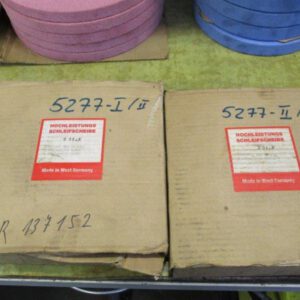 5277-I/II
HOCHLEISTUNGS
SCHLEIFSCHEIBE
Made in West Germany
R 137152
5277-II
HOCHLEISTUNGS
SCHLEIFSCHEIBE
Made in West Germany